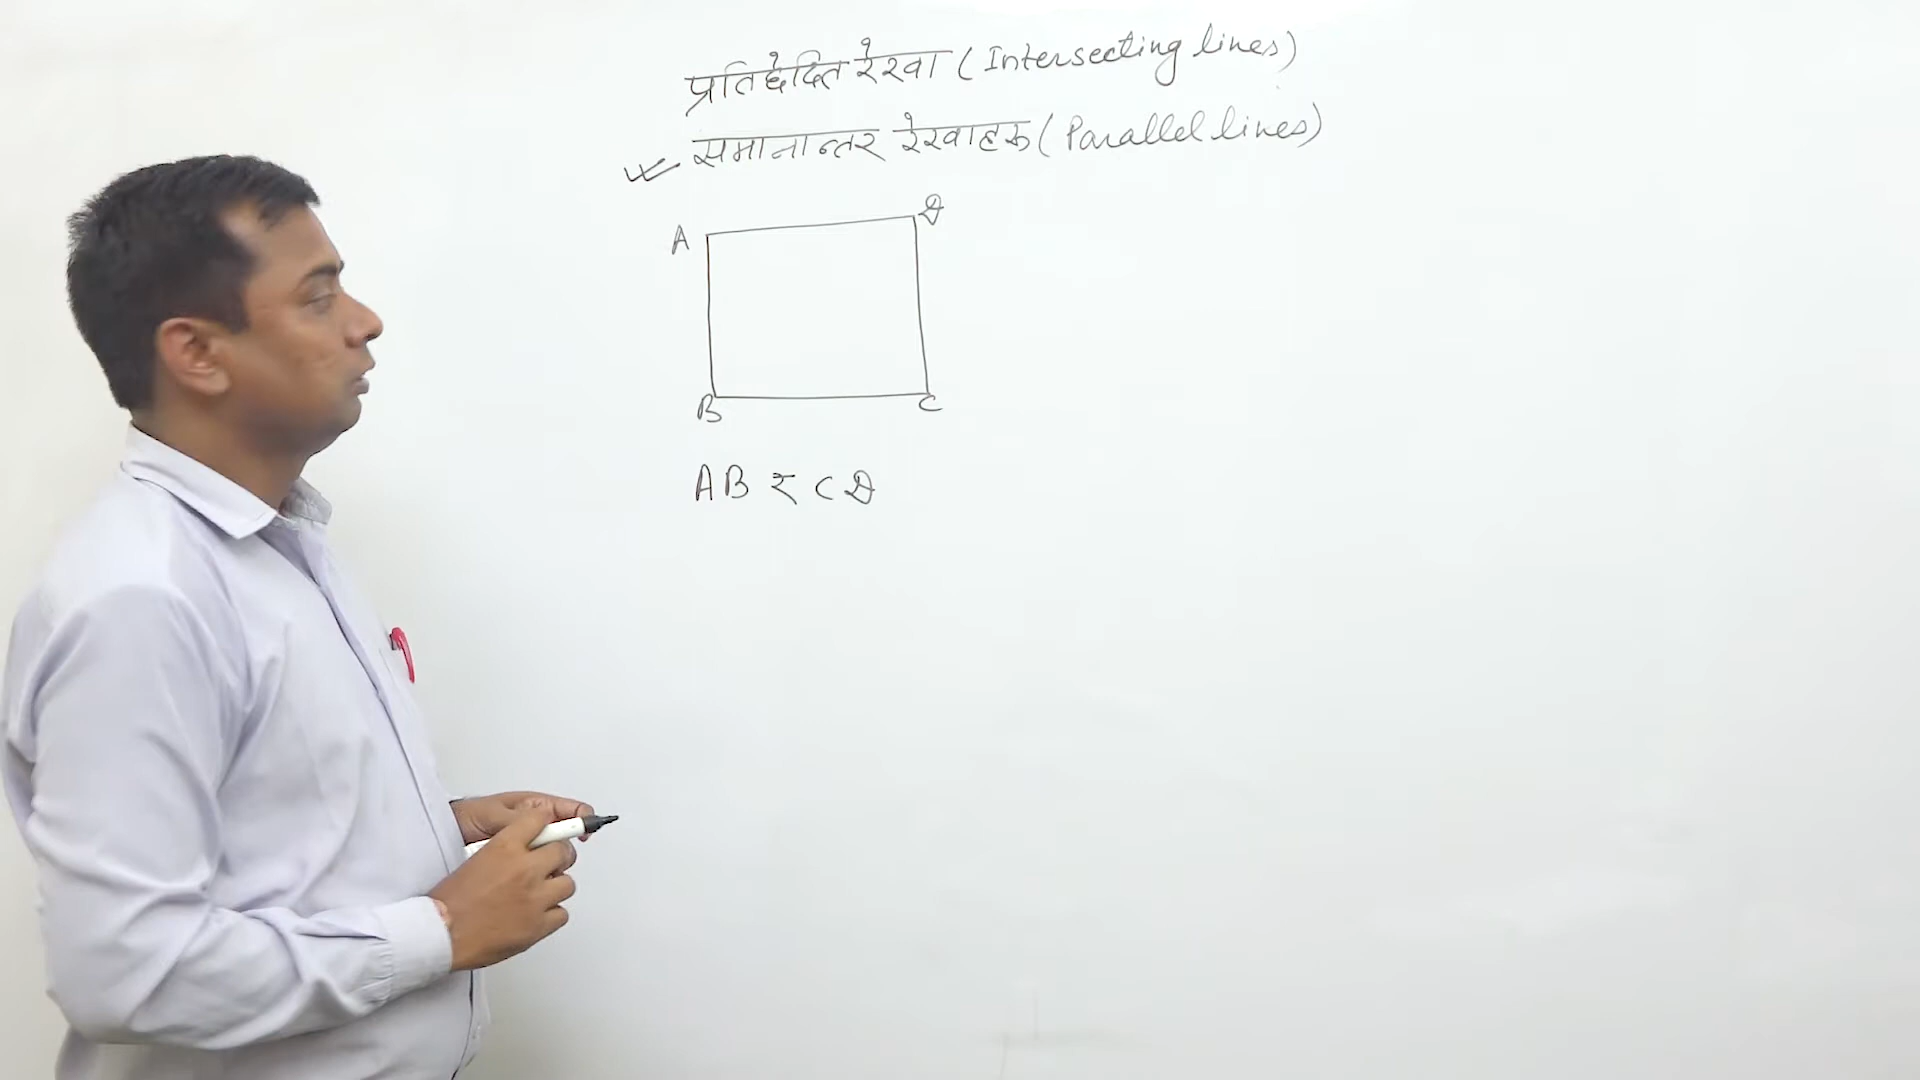 प्रतिछेदित रेखा (Intersecting lines)
समानान्तर रेखाहरू (Parallel lines)
A D
B C
AB र CD